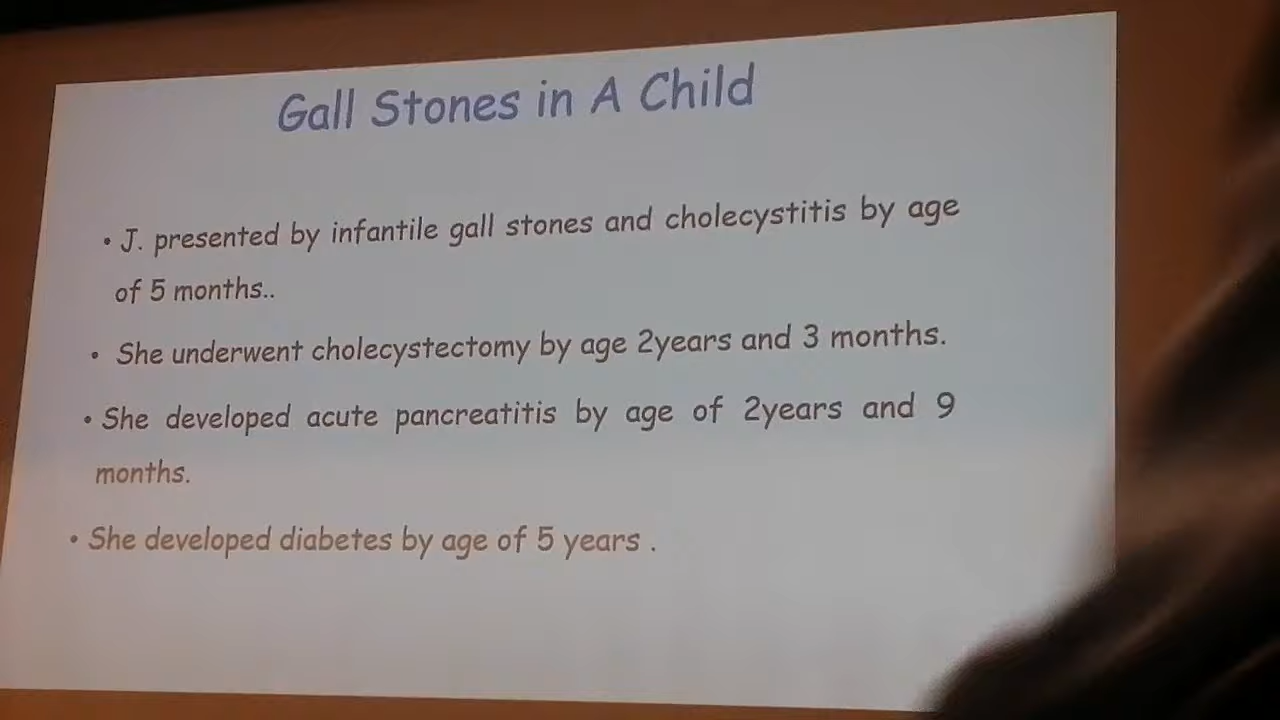 Gall Stones in A Child
• J. presented by infantile gall stones and cholecystitis by age
of 5 months..
• She underwent cholecystectomy by age 2years and 3 months.
• She developed acute pancreatitis by age of 2years and 9
months.
• She developed diabetes by age of 5 years .